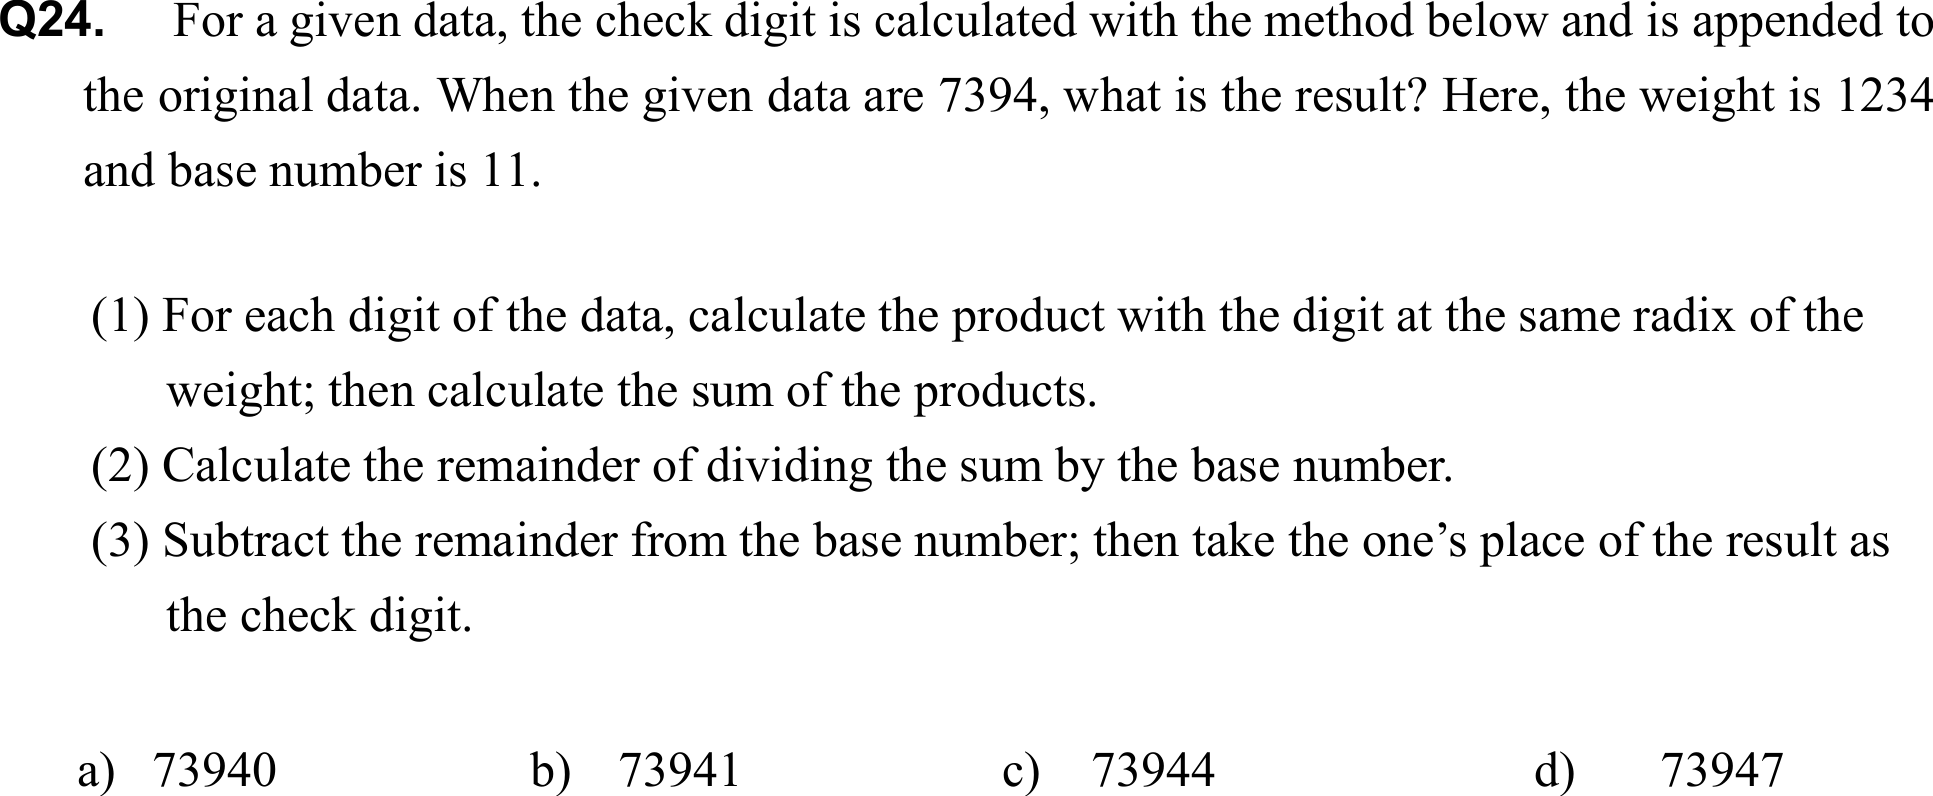 Q24. For a given data, the check digit is calculated with the method below and is appended to
the original data. When the given data are 7394, what is the result? Here, the weight is 1234
and base number is 11.
(1) For each digit of the data, calculate the product with the digit at the same radix of the
weight; then calculate the sum of the products.
(2) Calculate the remainder of dividing the sum by the base number.
(3) Subtract the remainder from the base number; then take the one’s place of the result as
the check digit.
a) 73940 b) 73941 c) 73944 d) 73947